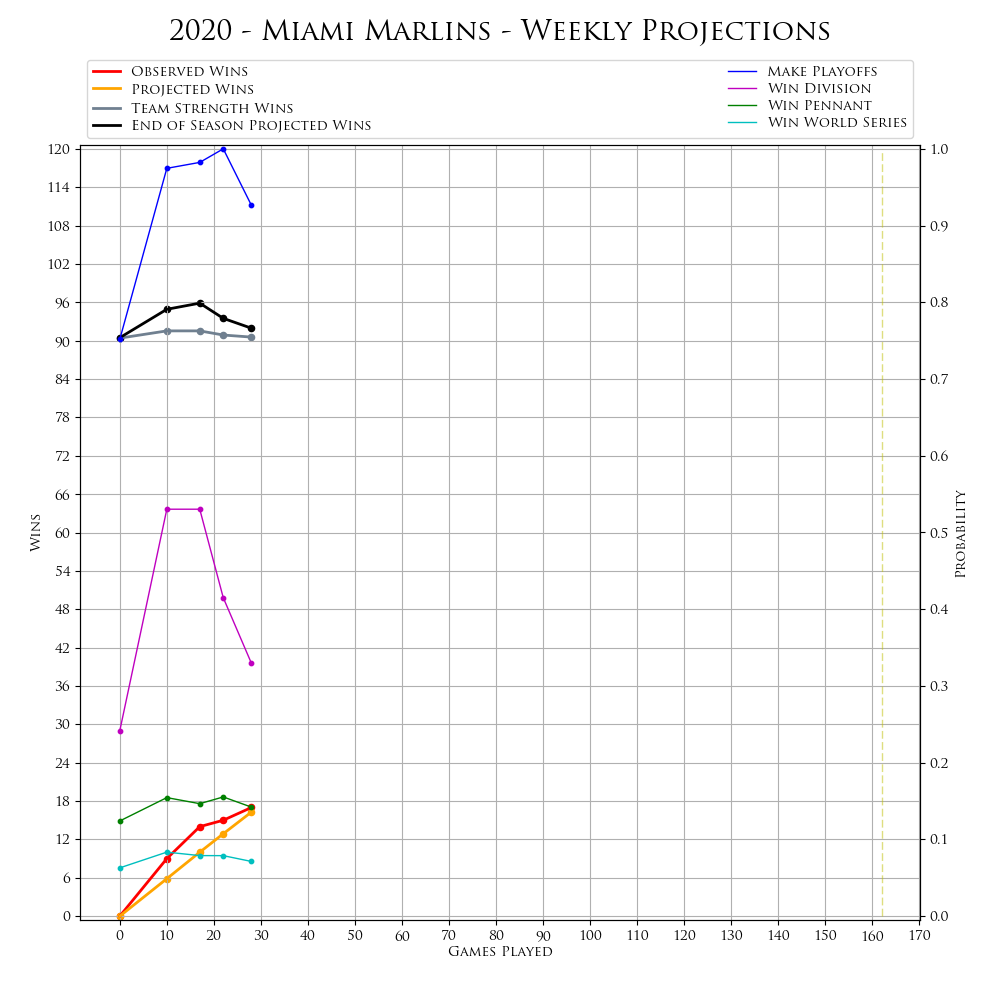 2020 - Miami Marlins - Weekly Projections
Observed Wins
Projected Wins
Team Strength Wins
End of Season Projected Wins
Make Playoffs
Win Division
Win Pennant
Win World Series
120
114
108
102
96
90
84
78
72
66
60
54
48
42
36
30
24
18
12
6
0
Wins
1.0
0.9
0.8
0.7
0.6
0.5
0.4
0.3
0.2
0.1
0.0
Probability
0 10 20 30 40 50 60 70 80 90 100 110 120 130 140 150 160 170
Games Played